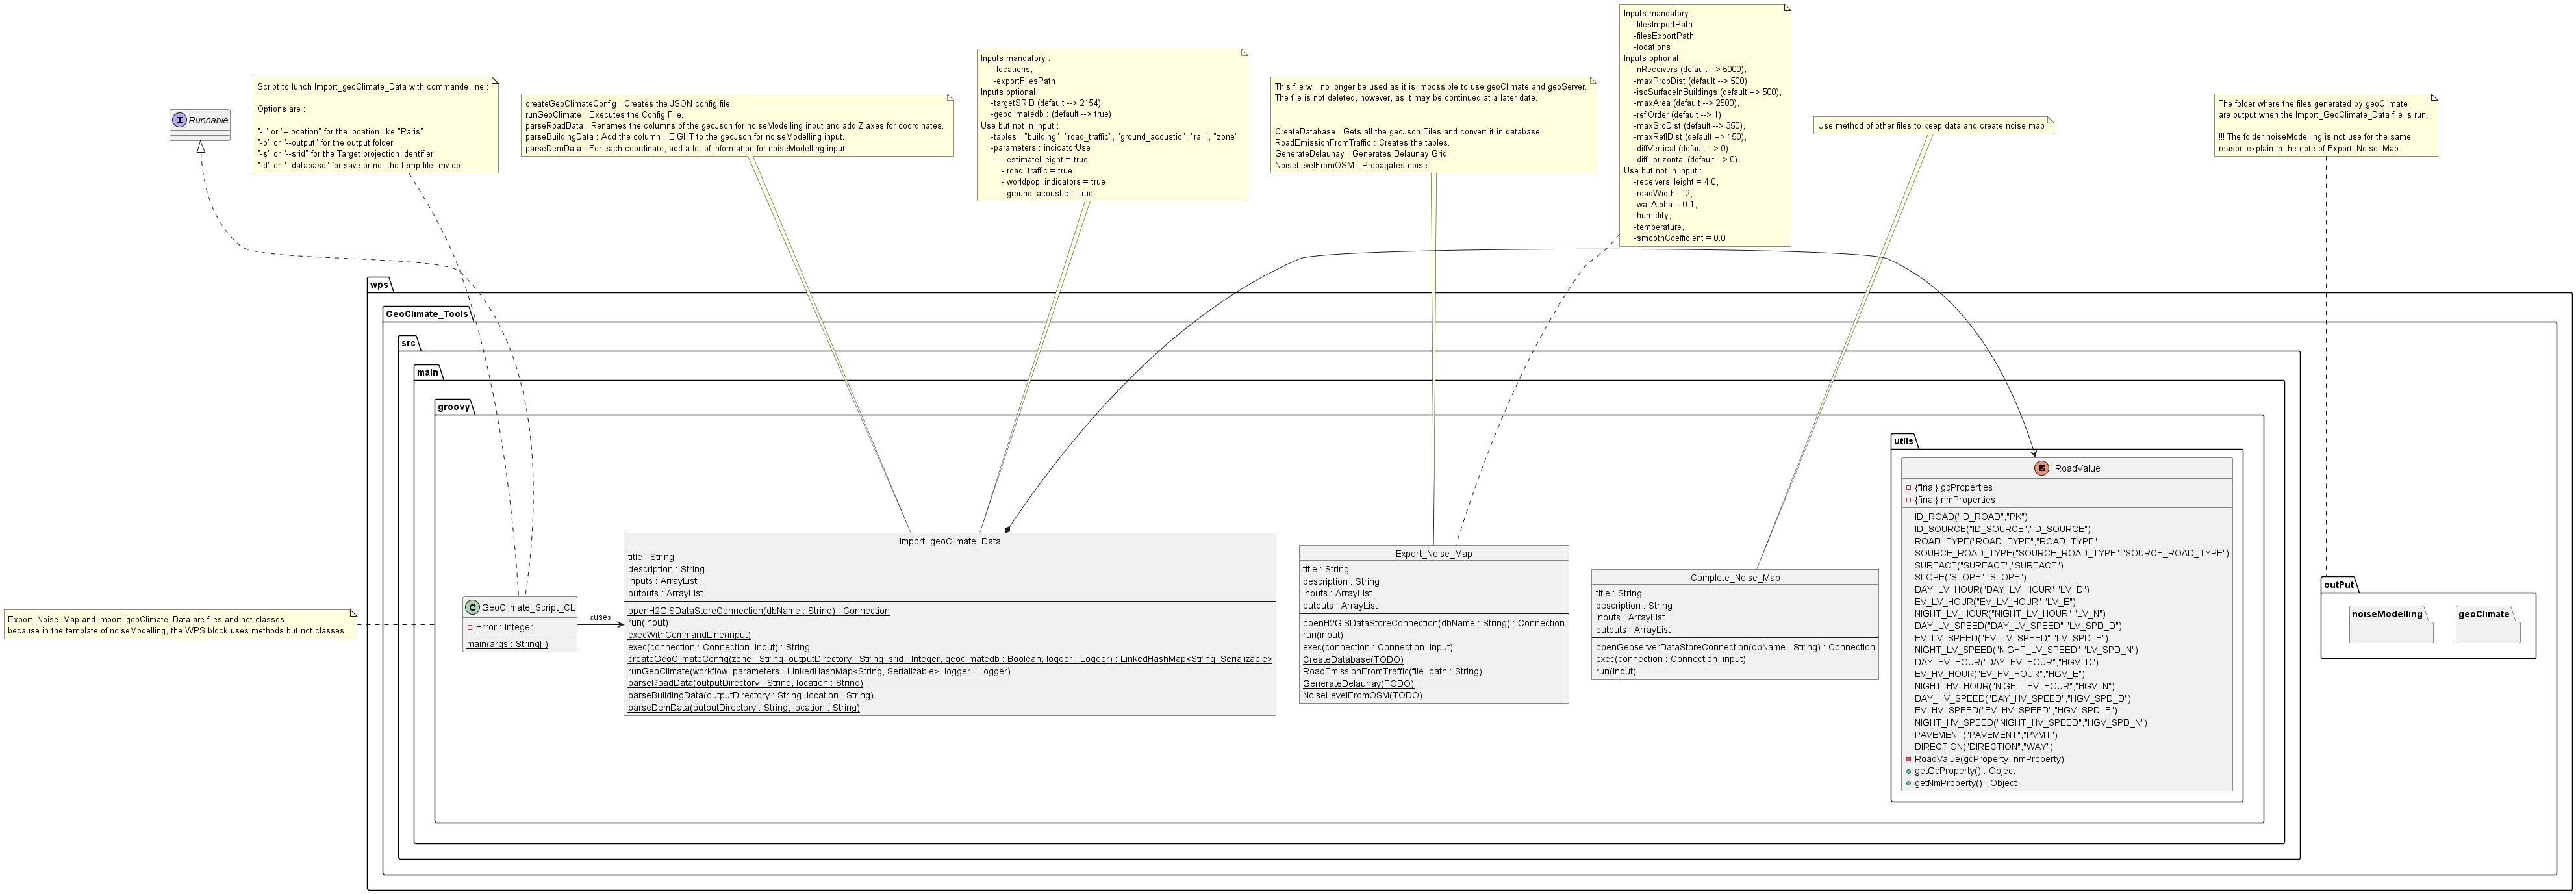 Runnable
Script to lunch Import_geoClimate_Data with commande line :
Options are :
"-l" or "--location" for the location like "Paris"
"-o" or "--output" for the output folder
"-s" or "--srid" for the Target projection identifier
"-d" or "--database" for save or not the temp file .mv.db
createGeoClimateConfig : Creates the JSON config file.
runGeoClimate : Executes the Config File.
parseRoadData : Renames the columns of the geoJson for noiseModelling input and add Z axes for coordinates.
parseBuildingData : Add the column HEIGHT to the geoJson for noiseModelling input.
parseDemData : For each coordinate, add a lot of information for noiseModelling input.
Inputs mandatory :
-locations,
-exportFilesPath
Inputs optional :
-targetSRID (default --> 2154)
-geoclimatedb : (default --> true)
Use but not in Input :
-tables : "building", "road_traffic", "ground_acoustic", "rail", "zone"
-parameters : indicatorUse
- estimateHeight = true
- road_traffic = true
- worldpop_indicators = true
- ground_acoustic = true
This file will no longer be used as it is impossible to use geoClimate and geoServer.
The file is not deleted, however, as it may be continued at a later date.
CreateDatabase : Gets all the geoJson Files and convert it in database.
RoadEmissionFromTraffic : Creates the tables.
GenerateDelaunay : Generates Delaunay Grid.
NoiseLevelFromOSM : Propagates noise.
Inputs mandatory :
-filesImportPath
-filesExportPath
-locations
Inputs optional :
-nReceivers (default --> 5000),
-maxPropDist (default --> 500),
-isoSurfaceInBuildings (default --> 500),
-maxArea (default --> 2500),
-reflOrder (default --> 1),
-maxSrcDist (default --> 350),
-maxReflDist (default --> 150),
-diffVertical (default --> 0),
-diffHorizontal (default --> 0),
Use but not in Input :
-receiversHeight = 4.0,
-roadWidth = 2,
-wallAlpha = 0.1,
-humidity,
-temperature,
-smoothCoefficient = 0.0
Use method of other files to keep data and create noise map
The folder where the files generated by geoClimate
are output when the Import_GeoClimate_Data file is run.
!!! The folder noiseModelling is not use for the same
reason explain in the note of Export_Noise_Map
wps
GeoClimate_Tools
src
main
groovy
Export_Noise_Map and Import_geoClimate_Data are files and not classes
because in the template of noiseModelling, the WPS block uses methods but not classes.
GeoClimate_Script_CL
Error : Integer
main(args : String[])
«use»
Import_geoClimate_Data
title : String
description : String
inputs : ArrayList
outputs : ArrayList
openH2GISDataStoreConnection(dbName : String) : Connection
run(input)
execWithCommandLine(input)
exec(connection : Connection, input) : String
createGeoClimateConfig(zone : String, outputDirectory : String, srid : Integer, geoclimatedb : Boolean, logger : Logger) : LinkedHashMap<String, Serializable>
runGeoClimate(workflow_parameters : LinkedHashMap<String, Serializable>, logger : Logger)
parseRoadData(outputDirectory : String, location : String)
parseBuildingData(outputDirectory : String, location : String)
parseDemData(outputDirectory : String, location : String)
Export_Noise_Map
title : String
description : String
inputs : ArrayList
outputs : ArrayList
openH2GISDataStoreConnection(dbName : String) : Connection
run(input)
exec(connection : Connection, input)
CreateDatabase(TODO)
RoadEmissionFromTraffic(file_path : String)
GenerateDelaunay(TODO)
NoiseLevelFromOSM(TODO)
Complete_Noise_Map
title : String
description : String
inputs : ArrayList
outputs : ArrayList
openGeoserverDataStoreConnection(dbName : String) : Connection
exec(connection : Connection, input)
run(input)
utils
RoadValue
{final} gcProperties
{final} nmProperties
ID_ROAD("ID_ROAD","PK")
ID_SOURCE("ID_SOURCE","ID_SOURCE")
ROAD_TYPE("ROAD_TYPE","ROAD_TYPE"
SOURCE_ROAD_TYPE("SOURCE_ROAD_TYPE","SOURCE_ROAD_TYPE")
SURFACE("SURFACE","SURFACE")
SLOPE("SLOPE","SLOPE")
DAY_LV_HOUR("DAY_LV_HOUR","LV_D")
EV_LV_HOUR("EV_LV_HOUR","LV_E")
NIGHT_LV_HOUR("NIGHT_LV_HOUR","LV_N")
DAY_LV_SPEED("DAY_LV_SPEED","LV_SPD_D")
EV_LV_SPEED("EV_LV_SPEED","LV_SPD_E")
NIGHT_LV_SPEED("NIGHT_LV_SPEED","LV_SPD_N")
DAY_HV_HOUR("DAY_HV_HOUR","HGV_D")
EV_HV_HOUR("EV_HV_HOUR","HGV_E")
NIGHT_HV_HOUR("NIGHT_HV_HOUR","HGV_N")
DAY_HV_SPEED("DAY_HV_SPEED","HGV_SPD_D")
EV_HV_SPEED("EV_HV_SPEED","HGV_SPD_E")
NIGHT_HV_SPEED("NIGHT_HV_SPEED","HGV_SPD_N")
PAVEMENT("PAVEMENT","PVMT")
DIRECTION("DIRECTION","WAY")
RoadValue(gcProperty, nmProperty)
getGcProperty() : Object
getNmProperty() : Object
outPut
noiseModelling
geoClimate